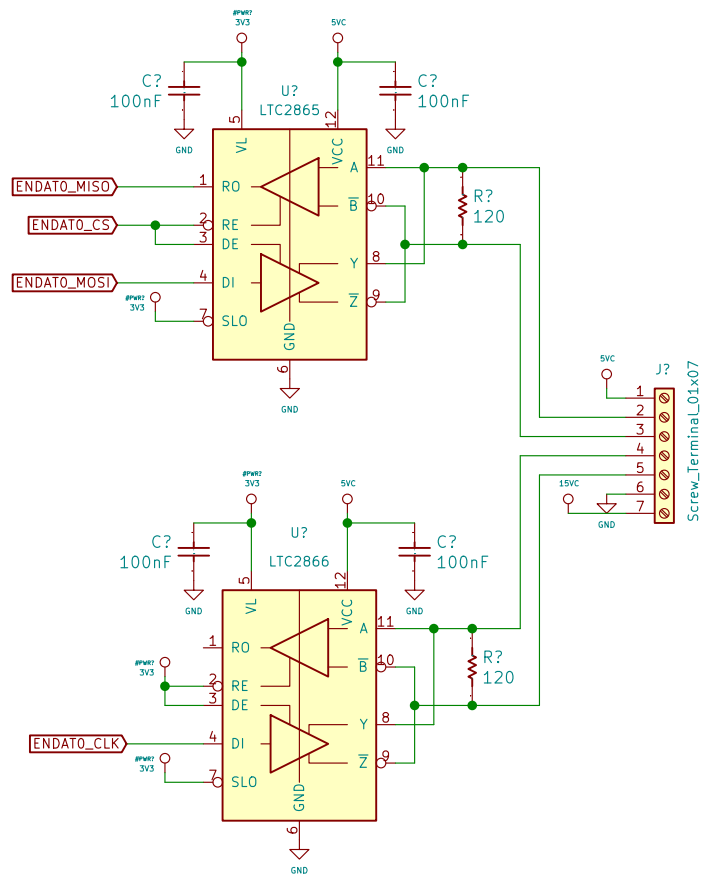 #PWR?
3V3
5VC
C?
100nF
U?
LTC2865
C?
100nF
GND
GND
5
12
VL
VCC
ENDAT0_MISO
1
RO
A
11
ENDAT0_CS
2
RE
B
10
R?
120
3
DE
ENDAT0_MOSI
4
DI
Y
8
#PWR?
3V3
7
SLO
Z
9
GND
6
GND
5VC
J?
1
2
3
4
5
6
7
Screw_Terminal_01x07
15VC
GND
#PWR?
3V3
5VC
C?
100nF
U?
LTC2866
C?
100nF
GND
GND
5
12
VL
VCC
1
RO
A
11
#PWR?
3V3
2
RE
B
10
R?
120
3
DE
ENDAT0_CLK
4
DI
Y
8
#PWR?
3V3
7
SLO
Z
9
GND
6
GND